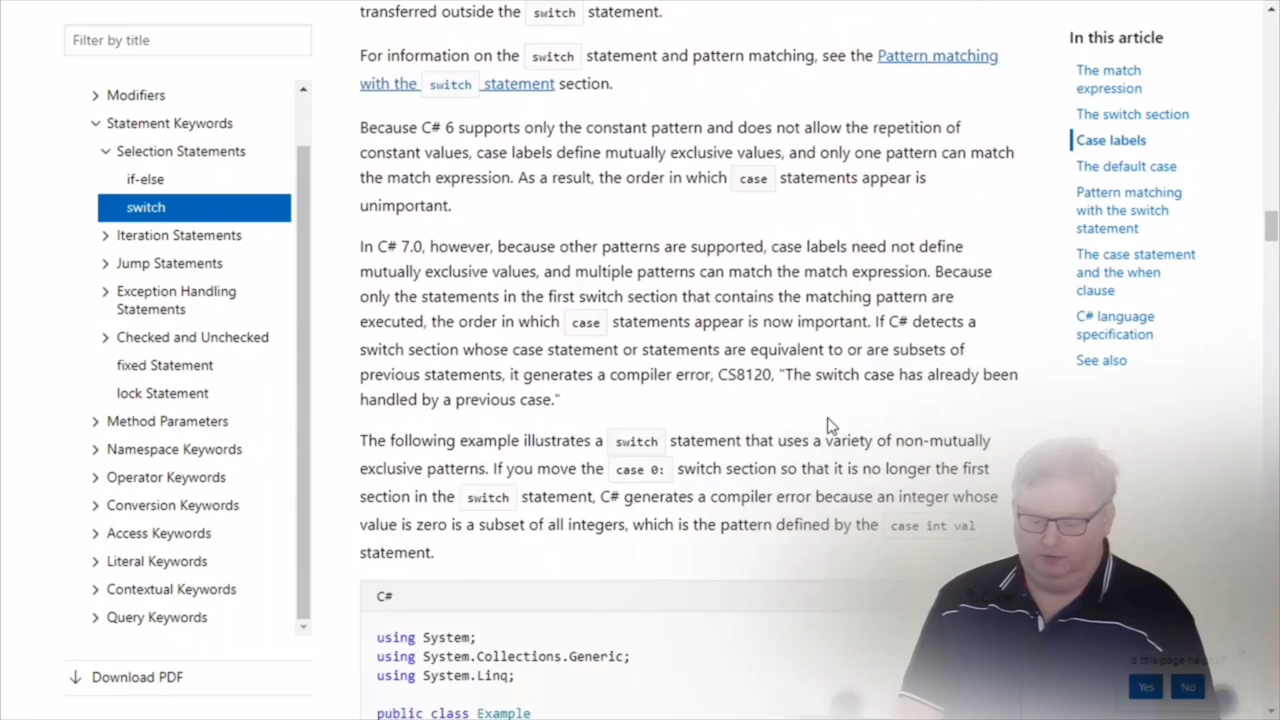 Filter by title
Modifiers
Statement Keywords
Selection Statements
if-else
switch
Iteration Statements
Jump Statements
Exception Handling
Statements
Checked and Unchecked
fixed Statement
lock Statement
Method Parameters
Namespace Keywords
Operator Keywords
Conversion Keywords
Access Keywords
Literal Keywords
Contextual Keywords
Query Keywords
Download PDF
transferred outside the switch statement.
For information on the switch statement and pattern matching, see the Pattern matching
with the switch statement section.
Because C# 6 supports only the constant pattern and does not allow the repetition of
constant values, case labels define mutually exclusive values, and only one pattern can match
the match expression. As a result, the order in which case statements appear is
unimportant.
In C# 7.0, however, because other patterns are supported, case labels need not define
mutually exclusive values, and multiple patterns can match the match expression. Because
only the statements in the first switch section that contains the matching pattern are
executed, the order in which case statements appear is now important. If C# detects a
switch section whose case statement or statements are equivalent to or are subsets of
previous statements, it generates a compiler error, CS8120, "The switch case has already been
handled by a previous case."
The following example illustrates a switch statement that uses a variety of non-mutually
exclusive patterns. If you move the case 0: switch section so that it is no longer the first
section in the switch statement, C# generates a compiler error because an integer whose
value is zero is a subset of all integers, which is the pattern defined by the case int val
statement.
C#
using System;
using System.Collections.Generic;
using System.Linq;
public class Example
In this article
The match
expression
The switch section
Case labels
The default case
Pattern matching
with the switch
statement
The case statement
and the when
clause
C# language
specification
See also
Is this page helpful?
Yes No